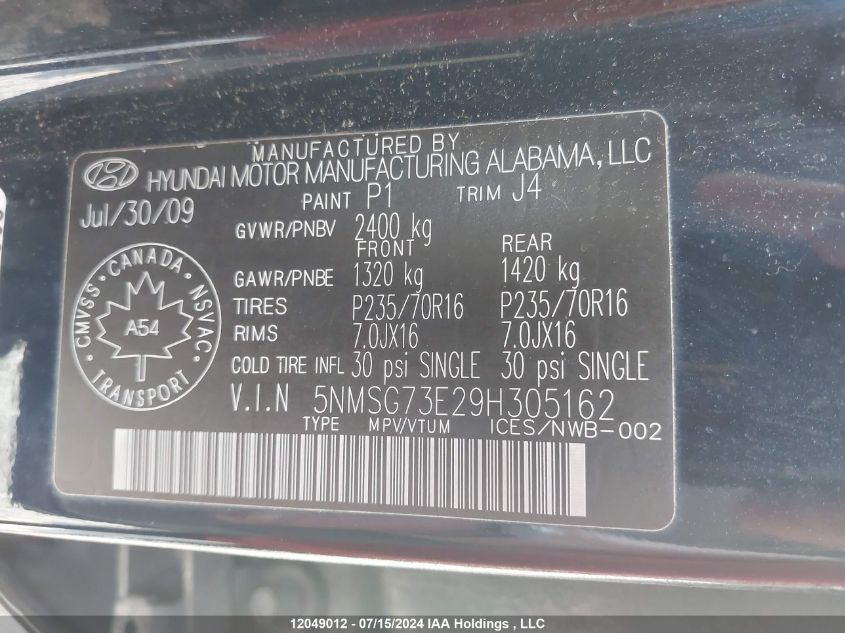 MANUFACTURED BY
HYUNDAI MOTOR MANUFACTURING ALABAMA, LLC
Jul/30/09 PAINT P1 TRIM J4
GVWR/PNBV 2400 kg
FRONT REAR
GAWR/PNBE 1320 kg 1420 kg
TIRES P235/70R16 P235/70R16
RIMS 7.0JX16 7.0JX16
COLD TIRE INFL 30 psi SINGLE 30 psi SINGLE
V.I.N 5NMSG73E29H305162
TYPE MPV/VTUM ICES/NWB-002
CMVSS CANADA NSVAC
A54
TRANSPORT
12049012 - 07/15/2024 IAA Holdings , LLC